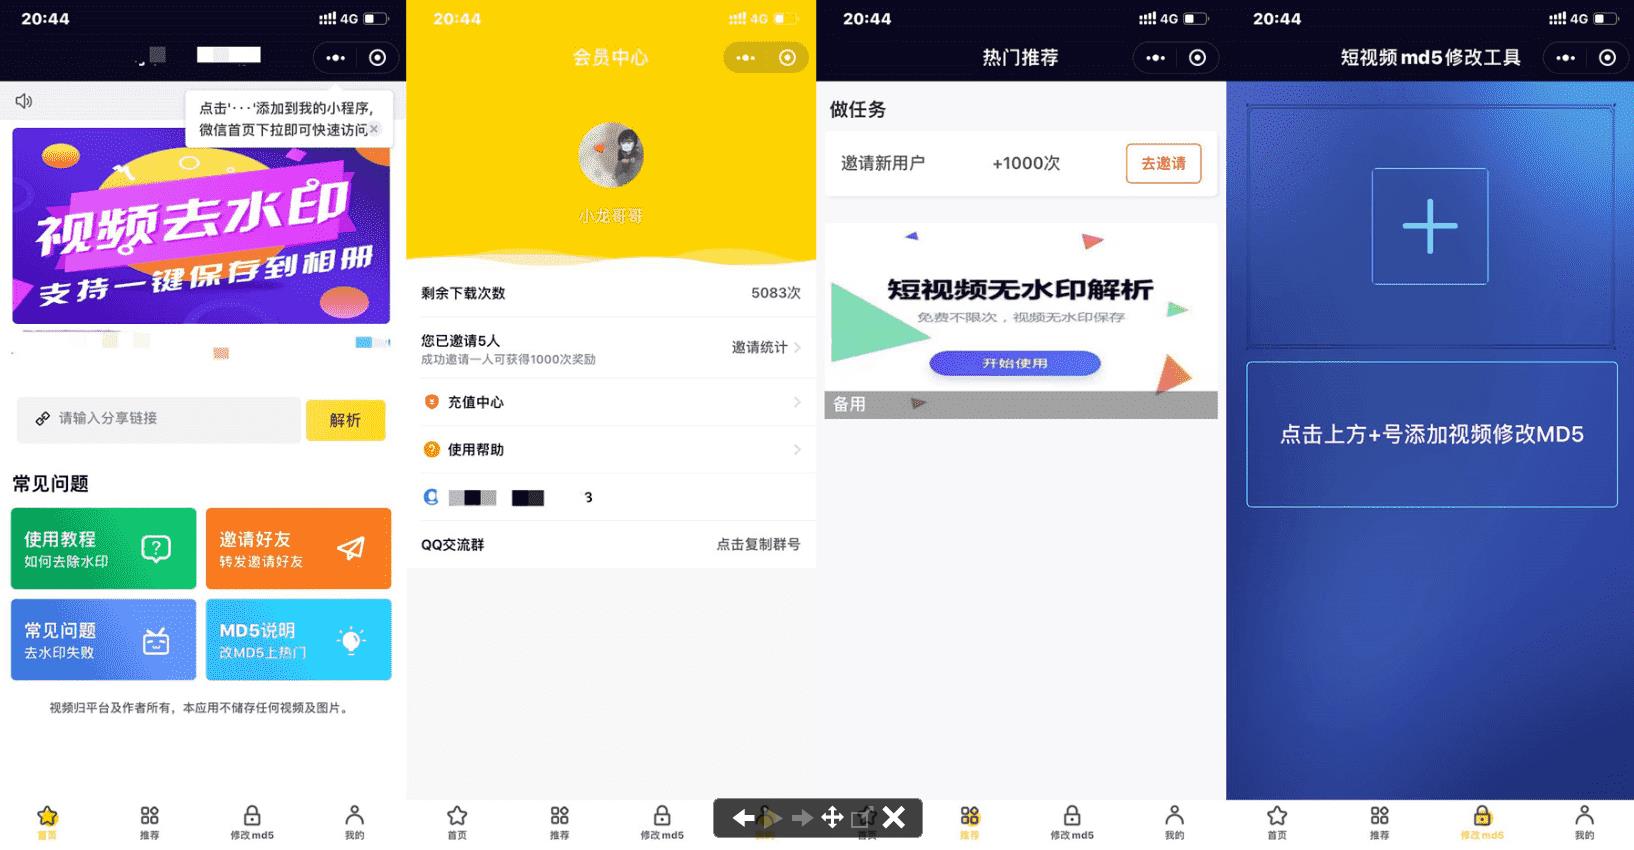 20:44
4G
点击'···'添加到我的小程序,
微信首页下拉即可快速访问
视频去水印
支持一键保存到相册
请输入分享链接
解析
常见问题
使用教程
如何去除水印
邀请好友
转发邀请好友
常见问题
去水印失败
MD5说明
改MD5上热门
视频归平台及作者所有，本应用不储存任何视频及图片。
首页
推荐
修改md5
我的
20:44
4G
会员中心
小龙哥哥
剩余下载次数
5083次
您已邀请5人
成功邀请一人可获得1000次奖励
邀请统计
充值中心
使用帮助
3
QQ交流群
点击复制群号
首页
推荐
修改md5
我的
20:44
4G
热门推荐
做任务
邀请新用户
+1000次
去邀请
短视频无水印解析
免费不限次，视频无水印保存
开始使用
备用
首页
推荐
修改md5
我的
20:44
4G
短视频md5修改工具
点击上方+号添加视频修改MD5
首页
推荐
修改md5
我的